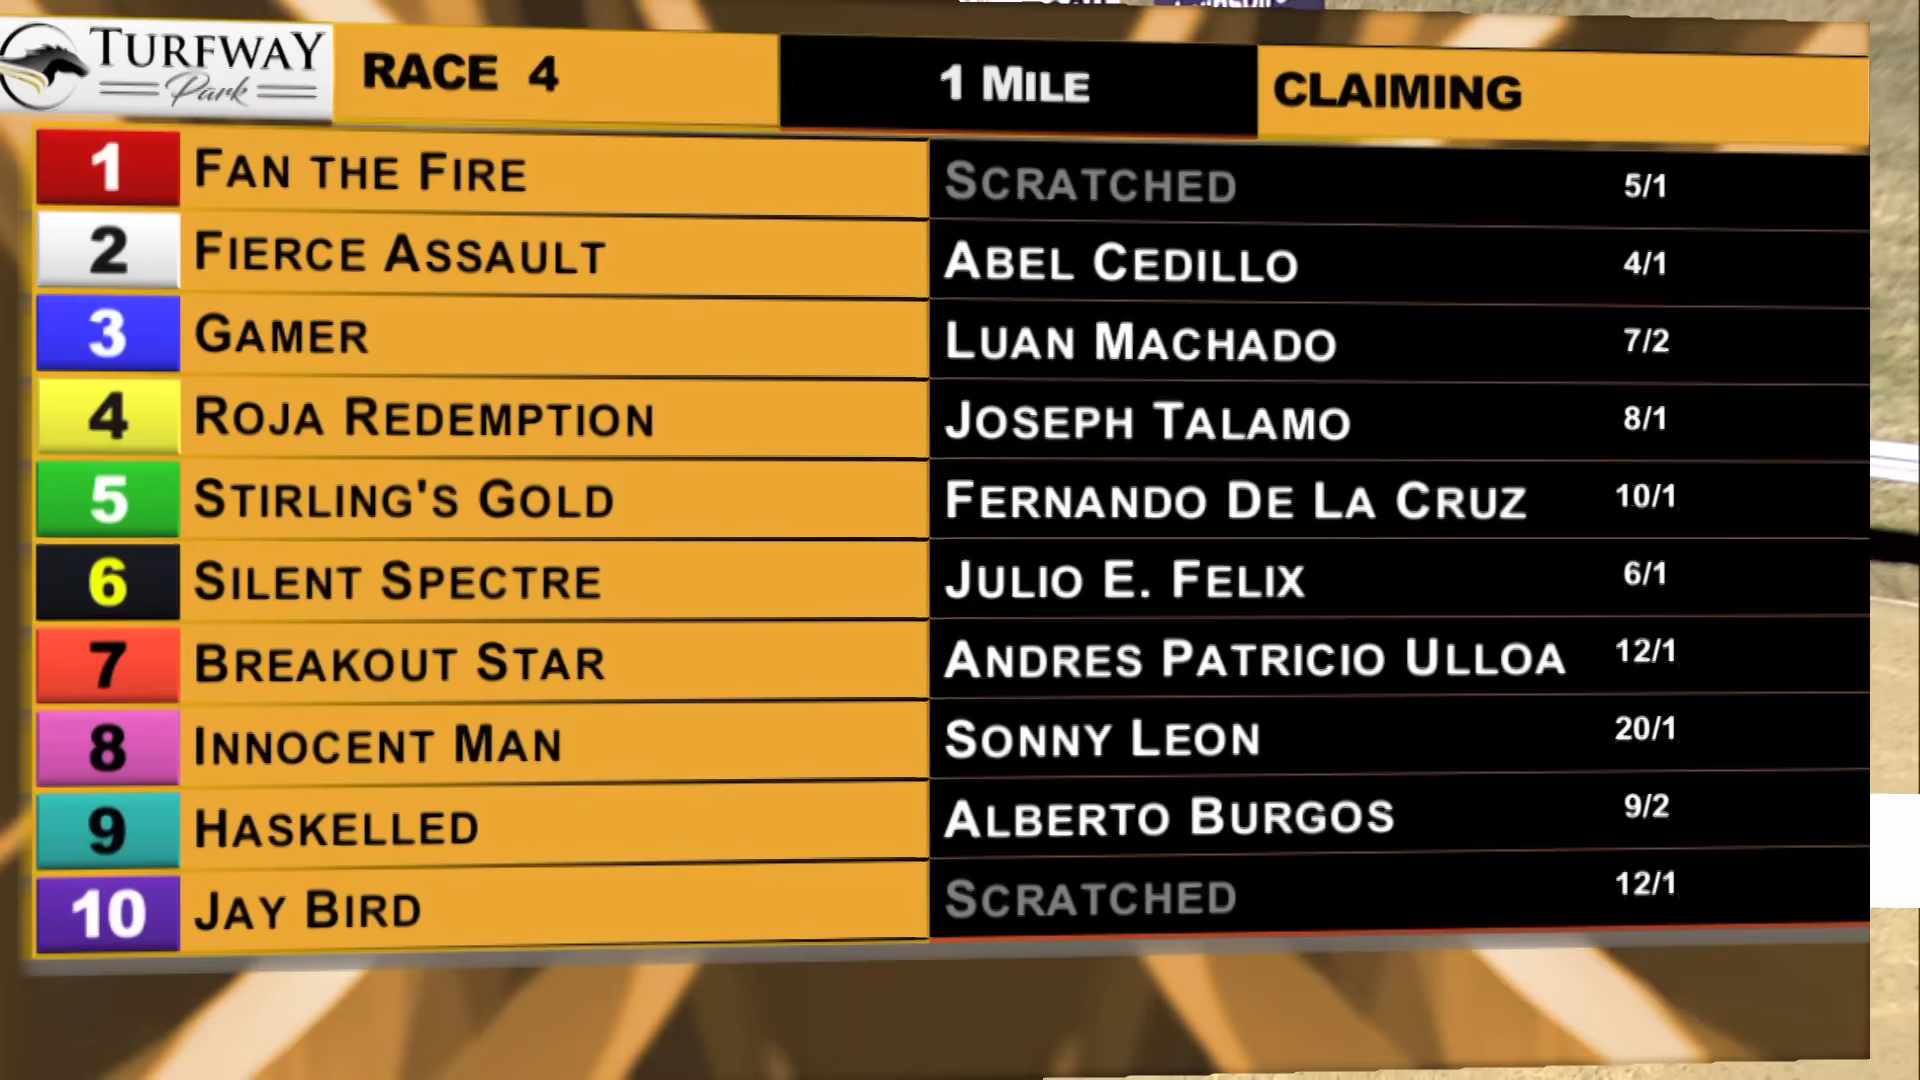 TURFWAY Park RACE 4 1 MILE CLAIMING
1 FAN THE FIRE SCRATCHED 5/1
2 FIERCE ASSAULT ABEL CEDILLO 4/1
3 GAMER LUAN MACHADO 7/2
4 ROJA REDEMPTION JOSEPH TALAMO 8/1
5 STIRLING'S GOLD FERNANDO DE LA CRUZ 10/1
6 SILENT SPECTRE JULIO E. FELIX 6/1
7 BREAKOUT STAR ANDRES PATRICIO ULLOA 12/1
8 INNOCENT MAN SONNY LEON 20/1
9 HASKELLED ALBERTO BURGOS 9/2
10 JAY BIRD SCRATCHED 12/1